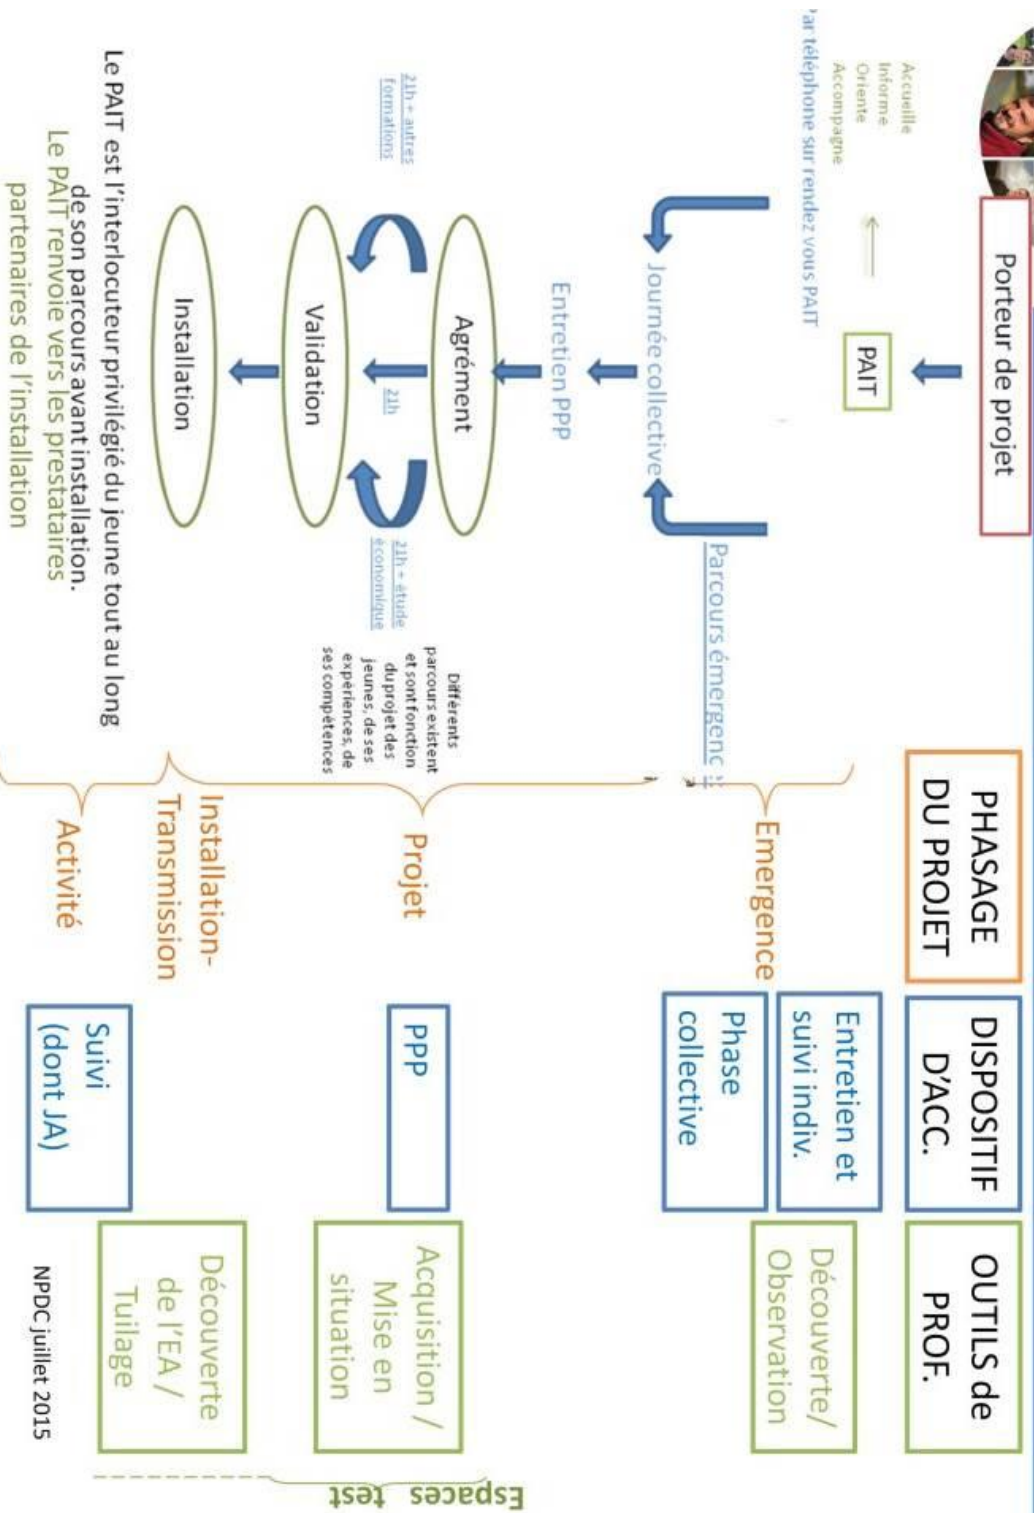 Porteur de projet
PHASAGE
DU PROJET
DISPOSITIF
D'ACC.
OUTILS de
PROF.
Accueille
Informe
Oriente
Accompagne
PAIT
par téléphone sur rendez vous PAIT
Journée collective
Parcours émergenc
Entretien PPP
Agrément
21h + autres
formations
21h
21h + étude
économique
Différents
parcours existent
et sont fonction
du projet des
jeunes, de ses
expériences, de
ses compétences
Validation
Installation
Le PAIT est l'interlocuteur privilégié du jeune tout au long
de son parcours avant installation.
Le PAIT renvoie vers les prestataires
partenaires de l'installation
Emergence
Projet
Installation-
Transmission
Activité
Entretien et
suivi indiv.
Phase
collective
PPP
Suivi
(dont JA)
Découverte/
Observation
Acquisition /
Mise en
situation
Découverte
de l'EA /
Tuilage
Espaces test
NPDC juillet 2015